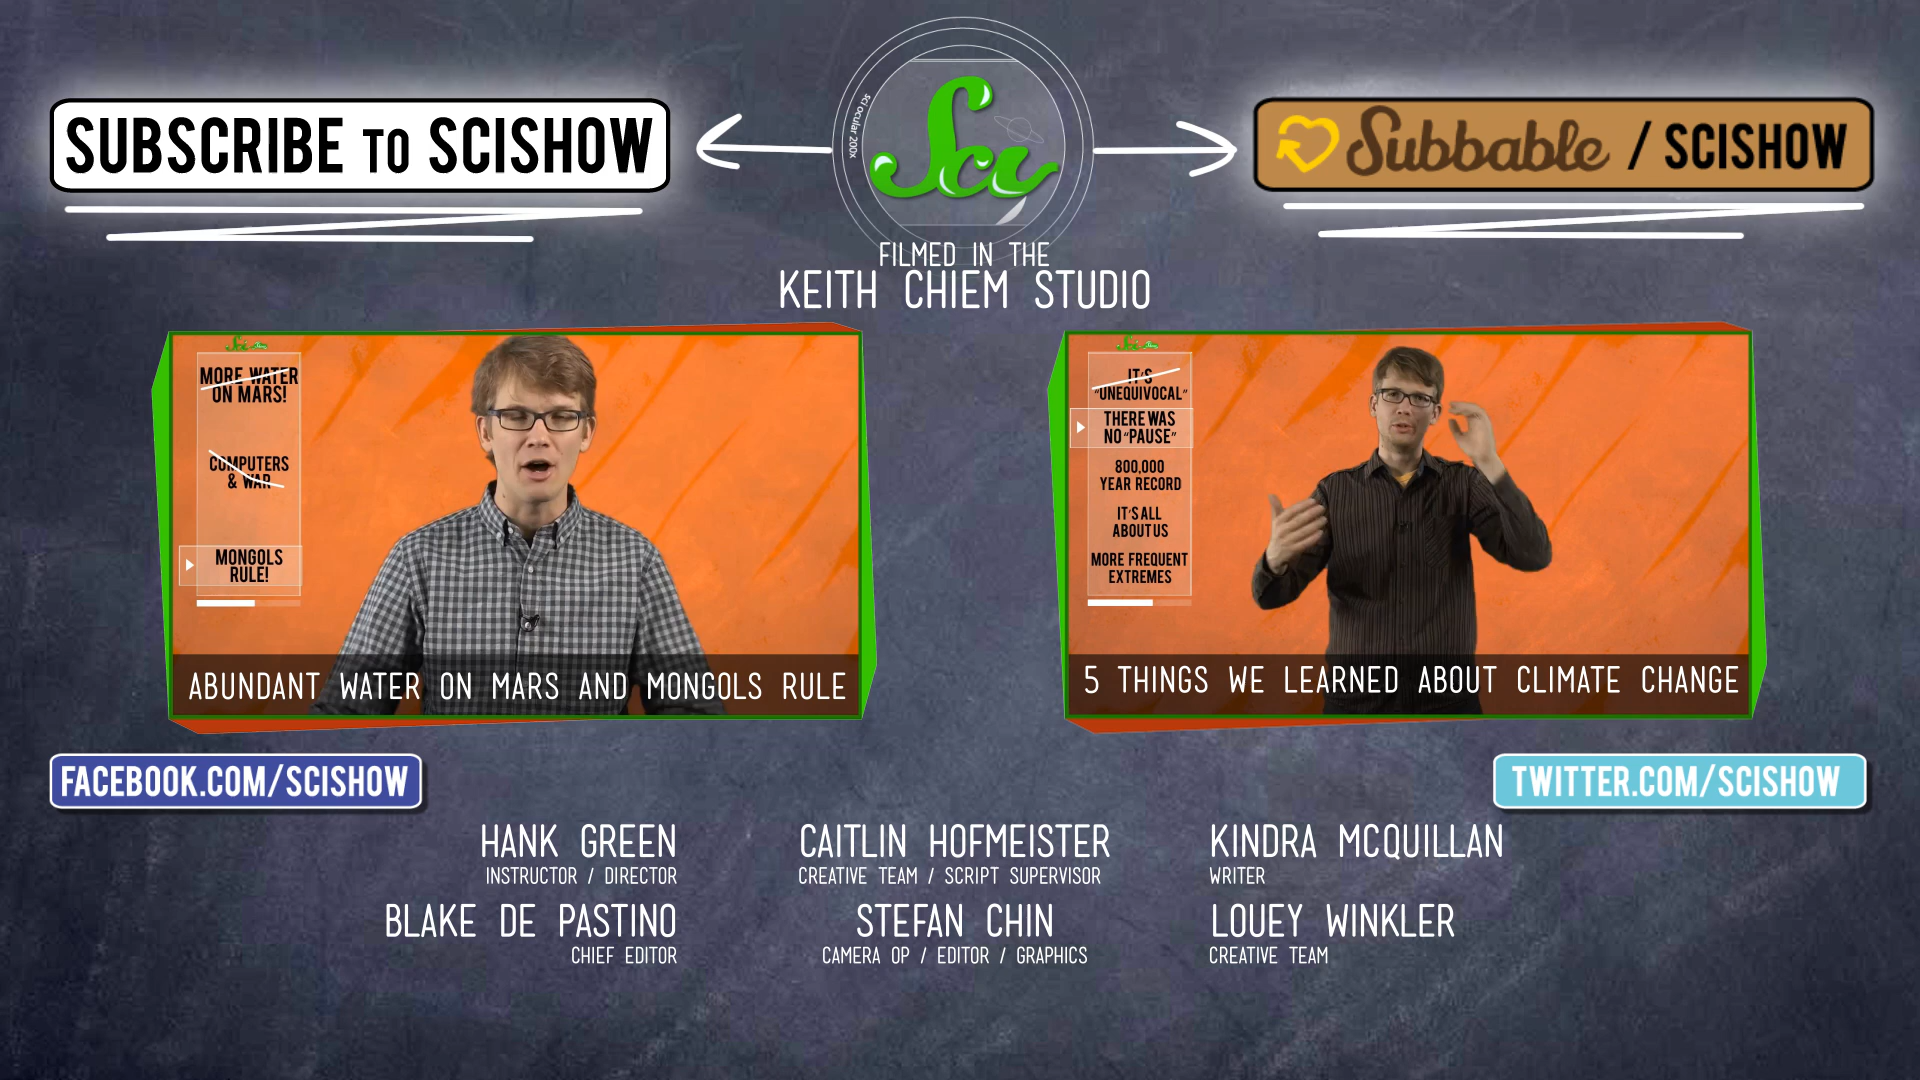 SUBSCRIBE TO SCISHOW
Sci
sci ocular 200x
Subbable / SCISHOW
FILMED IN THE
KEITH CHIEM STUDIO
MORE WATER
ON MARS!
COMPUTERS
& WAR
MONGOLS
RULE!
ABUNDANT WATER ON MARS AND MONGOLS RULE
IT'S
"UNEQUIVOCAL"
THERE WAS
NO "PAUSE"
800,000
YEAR RECORD
IT'S ALL
ABOUT US
MORE FREQUENT
EXTREMES
5 THINGS WE LEARNED ABOUT CLIMATE CHANGE
FACEBOOK.COM/SCISHOW
TWITTER.COM/SCISHOW
HANK GREEN
INSTRUCTOR / DIRECTOR
BLAKE DE PASTINO
CHIEF EDITOR
CAITLIN HOFMEISTER
CREATIVE TEAM / SCRIPT SUPERVISOR
STEFAN CHIN
CAMERA OP / EDITOR / GRAPHICS
KINDRA MCQUILLAN
WRITER
LOUEY WINKLER
CREATIVE TEAM